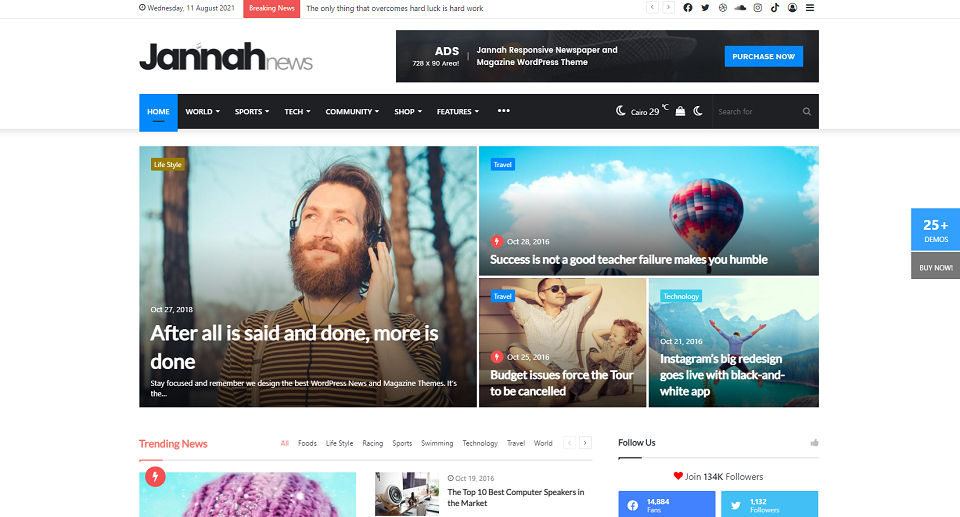 Wednesday, 11 August 2021
Breaking News
The only thing that overcomes hard luck is hard work
Jannah news
ADS
728 X 90 Area!
Jannah Responsive Newspaper and
Magazine WordPress Theme
PURCHASE NOW
HOME WORLD SPORTS TECH COMMUNITY SHOP FEATURES
Cairo 29 ℃
Search for
Life Style
Oct 27, 2018
After all is said and done, more is
done
Stay focused and remember we design the best WordPress News and Magazine Themes. It's
the...
Travel
Oct 28, 2016
Success is not a good teacher failure makes you humble
Travel
Oct 25, 2016
Budget issues force the Tour
to be cancelled
Technology
Oct 21, 2016
Instagram's big redesign
goes live with black-and-
white app
25+
DEMOS
BUY NOW!
Trending News
All Foods Life Style Racing Sports Swimming Technology Travel World
Oct 19, 2016
The Top 10 Best Computer Speakers in
the Market
Follow Us
Join 134K Followers
14,884
Fans
1,132
Followers